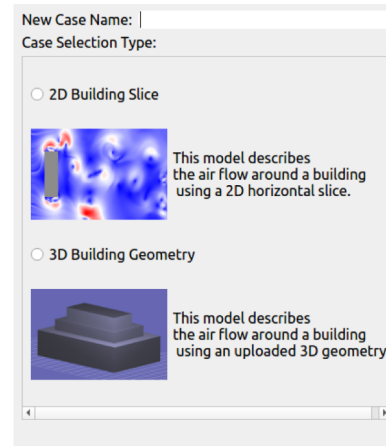 New Case Name:
Case Selection Type:
2D Building Slice
This model describes
the air flow around a building
using a 2D horizontal slice.
3D Building Geometry
This model describes
the air flow around a building
using an uploaded 3D geometry